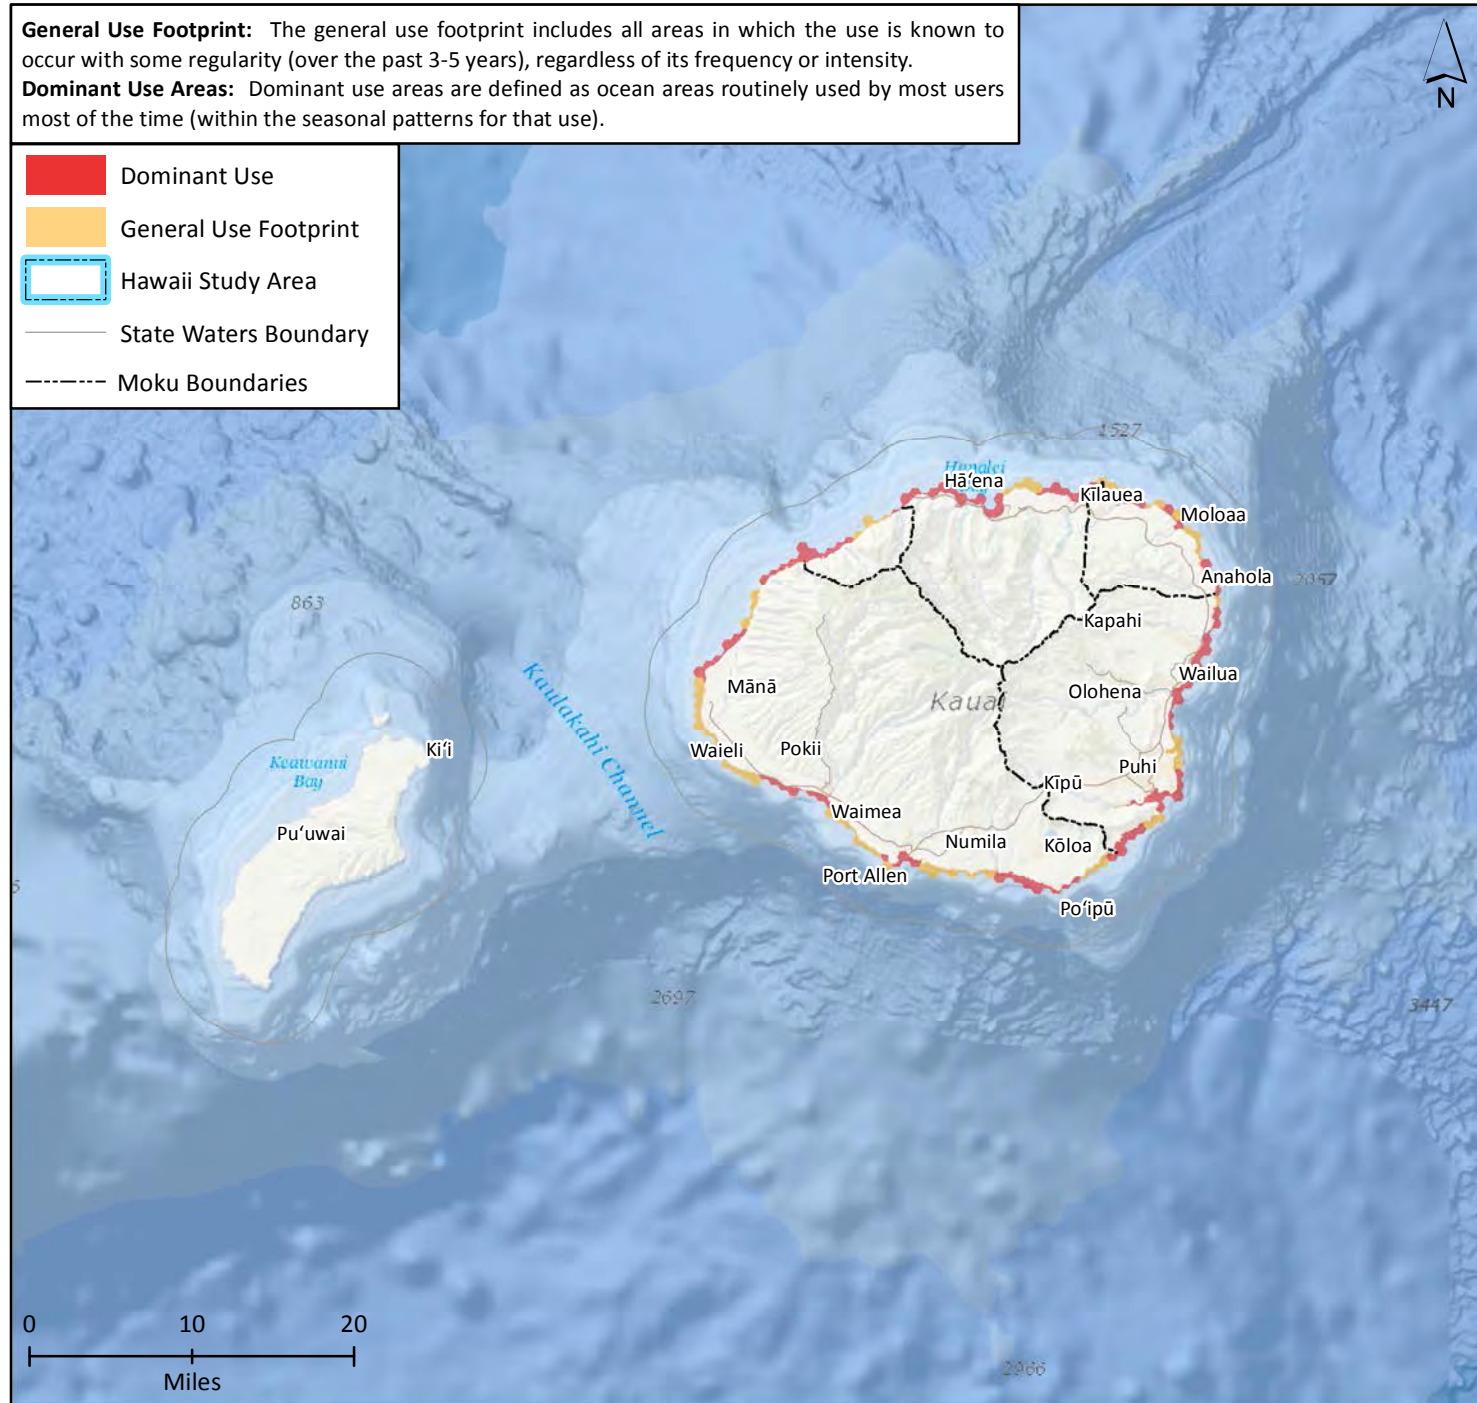 General Use Footprint: The general use footprint includes all areas in which the use is known to
occur with some regularity (over the past 3-5 years), regardless of its frequency or intensity.
Dominant Use Areas: Dominant use areas are defined as ocean areas routinely used by most users
most of the time (within the seasonal patterns for that use).
N
Dominant Use
General Use Footprint
Hawaii Study Area
State Waters Boundary
Moku Boundaries
1527
Hanalei
Hāʻena
Kīlauea
Moloaa
Anahola
2057
863
Kapahi
Kaulakahi Channel
Wailua
Mānā
Olohena
Kauai
Kiʻi
Waieli
Pokii
Keawanui
Bay
Puhi
Kīpū
Waimea
Puʻuwai
Numila
Kōloa
Port Allen
Poʻipū
2697
3447
0 10 20
Miles
2966